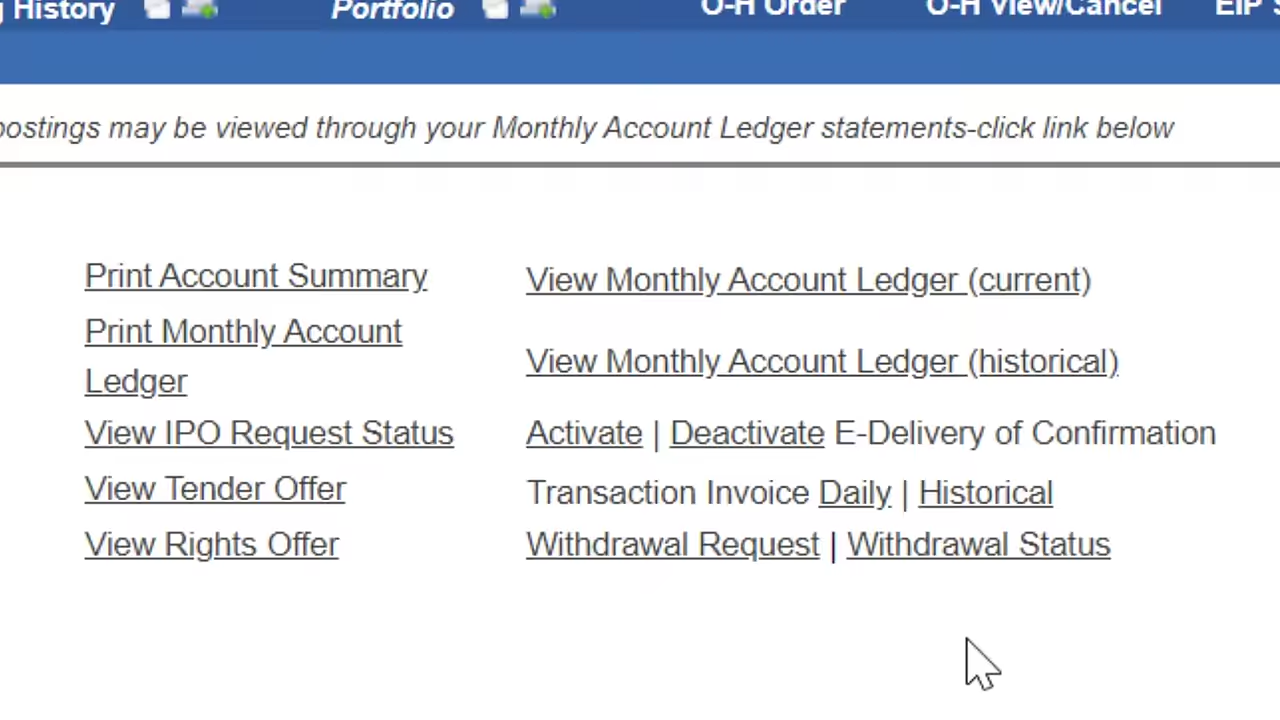 History Portfolio O-H Order O-H View/Cancel EIP
postings may be viewed through your Monthly Account Ledger statements-click link below
Print Account Summary
Print Monthly Account
Ledger
View IPO Request Status
View Tender Offer
View Rights Offer
View Monthly Account Ledger (current)
View Monthly Account Ledger (historical)
Activate | Deactivate E-Delivery of Confirmation
Transaction Invoice Daily | Historical
Withdrawal Request | Withdrawal Status